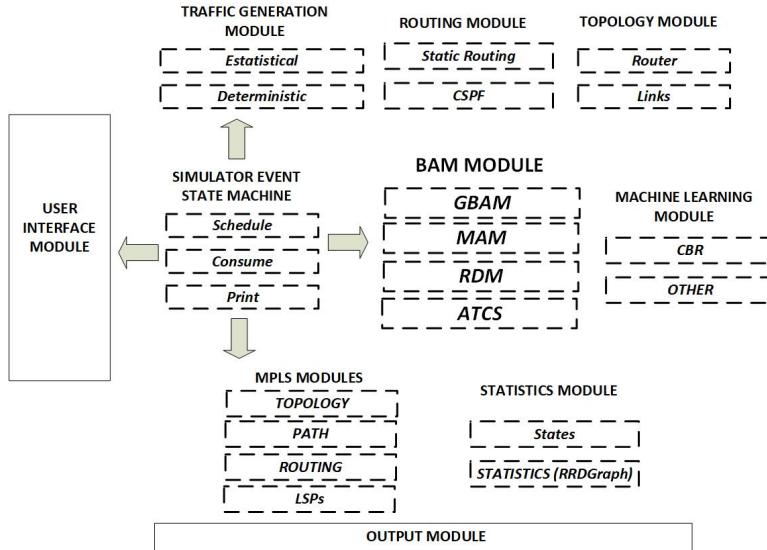 TRAFFIC GENERATION
MODULE
Estatistical
Deterministic
ROUTING MODULE
Static Routing
CSPF
TOPOLOGY MODULE
Router
Links
USER
INTERFACE
MODULE
SIMULATOR EVENT
STATE MACHINE
Schedule
Consume
Print
BAM MODULE
GBAM
MAM
RDM
ATCS
MACHINE LEARNING
MODULE
CBR
OTHER
MPLS MODULES
TOPOLOGY
PATH
ROUTING
LSPs
STATISTICS MODULE
States
STATISTICS (RRDGraph)
OUTPUT MODULE